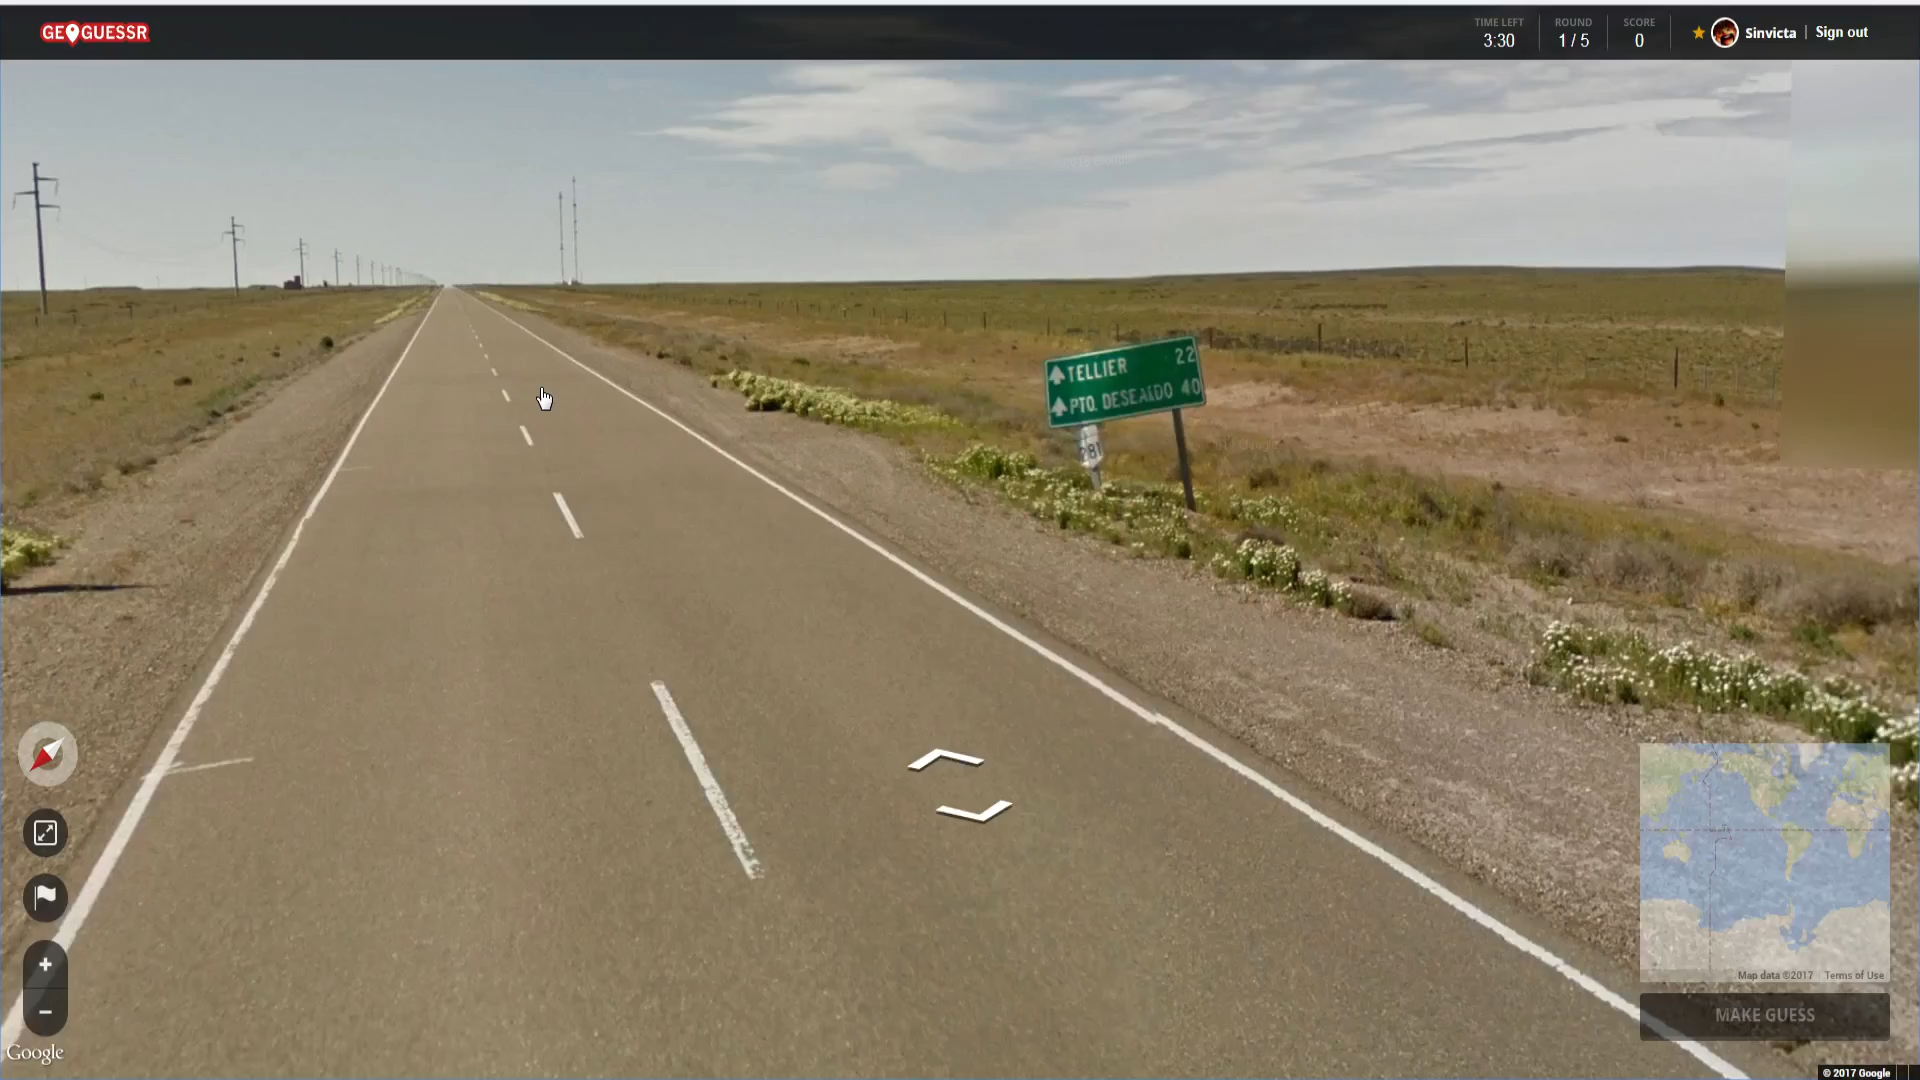 GEOGUESSR
TIME LEFT
3:30
ROUND
1 / 5
SCORE
0
Sinvicta | Sign out
TELLIER 22
PTO. DESEADO 40
281
Map data ©2017 Terms of Use
MAKE GUESS
Google
© 2017 Google